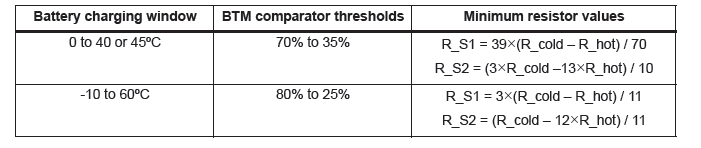 Battery charging window BTM comparator thresholds Minimum resistor values
0 to 40 or 45ºC 70% to 35% R_S1 = 39×(R_cold – R_hot) / 70
R_S2 = (3×R_cold –13×R_hot) / 10
-10 to 60ºC 80% to 25% R_S1 = 3×(R_cold – R_hot) / 11
R_S2 = (R_cold – 12×R_hot) / 11